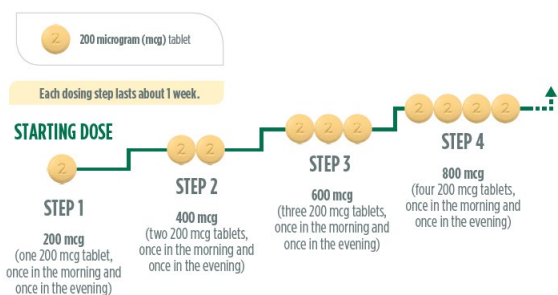 2 200 microgram (mcg) tablet
Each dosing step lasts about 1 week.
STARTING DOSE
2
STEP 1
200 mcg
(one 200 mcg tablet,
once in the morning and
once in the evening)
2 2
STEP 2
400 mcg
(two 200 mcg tablets,
once in the morning and
once in the evening)
2 2 2
STEP 3
600 mcg
(three 200 mcg tablets,
once in the morning and
once in the evening)
2 2 2 2
STEP 4
800 mcg
(four 200 mcg tablets,
once in the morning and
once in the evening)